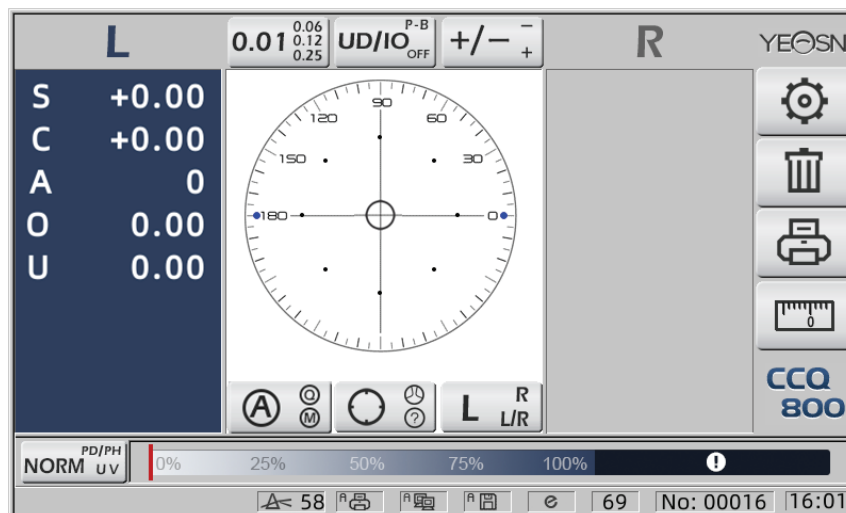 L
0.01 0.06 0.12 0.25
UD/IO P-B OFF
+/− − +
R
YEOSN
S +0.00
C +0.00
A 0
O 0.00
U 0.00
90
120 60
150 30
180 0
0
A Q M
?
L R L/R
CCQ
800
NORM PD/PH UV
0% 25% 50% 75% 100% !
58 A A A e 69 No: 00016 16:01